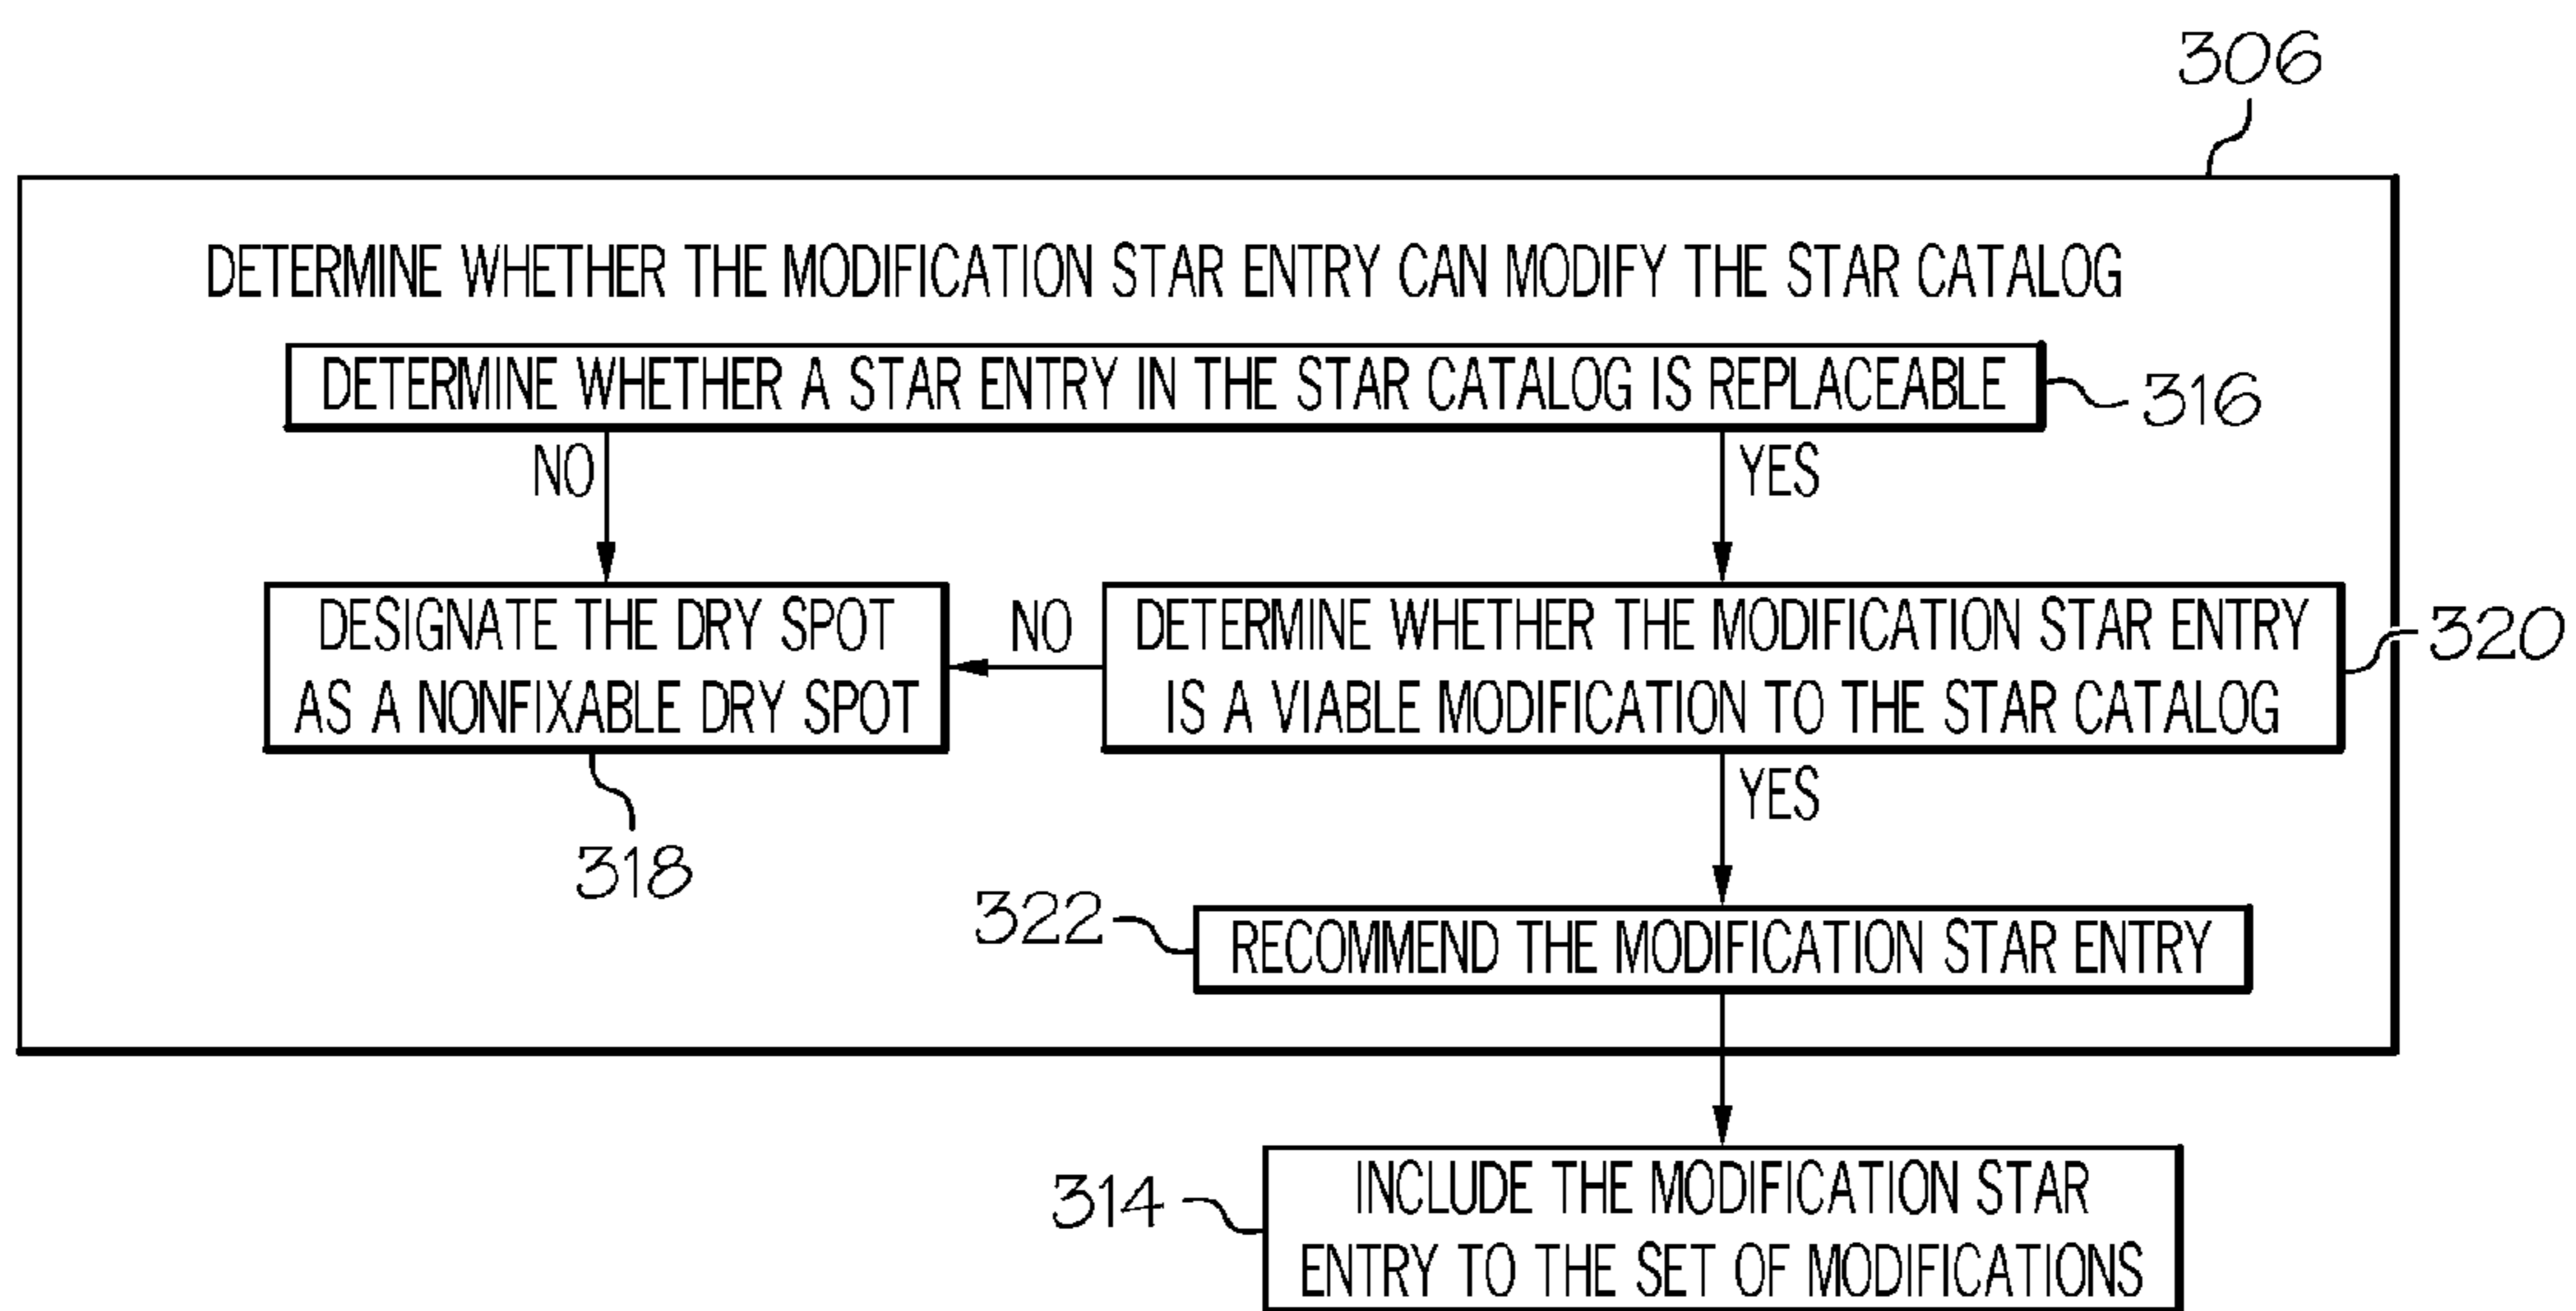 306
DETERMINE WHETHER THE MODIFICATION STAR ENTRY CAN MODIFY THE STAR CATALOG
DETERMINE WHETHER A STAR ENTRY IN THE STAR CATALOG IS REPLACEABLE
316
NO
YES
DESIGNATE THE DRY SPOT
AS A NONFIXABLE DRY SPOT
NO
DETERMINE WHETHER THE MODIFICATION STAR ENTRY
IS A VIABLE MODIFICATION TO THE STAR CATALOG
320
318
YES
322
RECOMMEND THE MODIFICATION STAR ENTRY
314
INCLUDE THE MODIFICATION STAR
ENTRY TO THE SET OF MODIFICATIONS